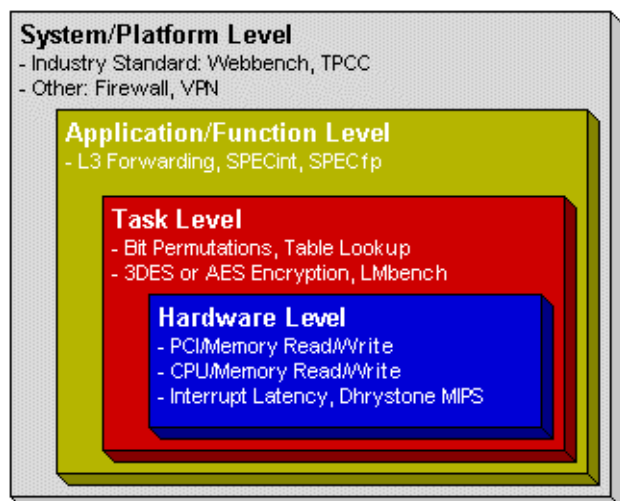 System/Platform Level
- Industry Standard: Webbench, TPCC
- Other: Firewall, VPN
Application/Function Level
- L3 Forwarding, SPECint, SPECfp
Task Level
- Bit Permutations, Table Lookup
- 3DES or AES Encryption, LMbench
Hardware Level
- PCI/Memory Read/Write
- CPU/Memory Read/Write
- Interrupt Latency, Dhrystone MIPS